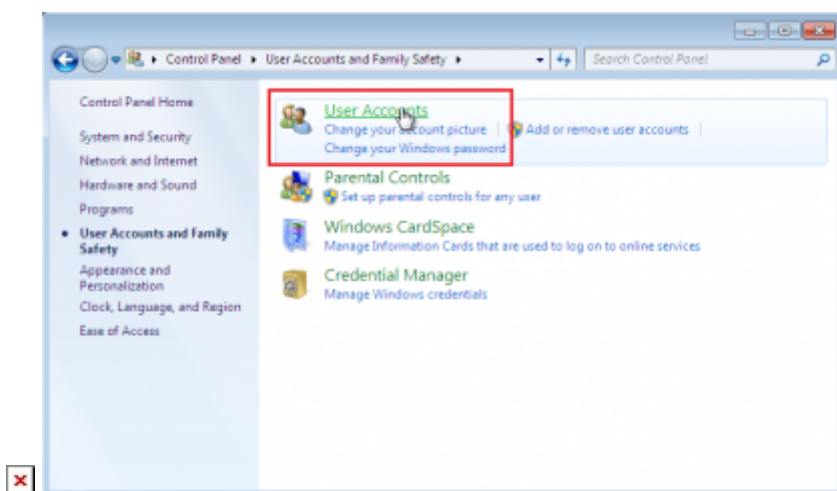 Control Panel ▸ User Accounts and Family Safety ▸
Search Control Panel
Control Panel Home
System and Security
Network and Internet
Hardware and Sound
Programs
User Accounts and Family
Safety
Appearance and
Personalization
Clock, Language, and Region
Ease of Access
User Accounts
Change your account picture | Add or remove user accounts |
Change your Windows password
Parental Controls
Set up parental controls for any user
Windows CardSpace
Manage Information Cards that are used to log on to online services
Credential Manager
Manage Windows credentials